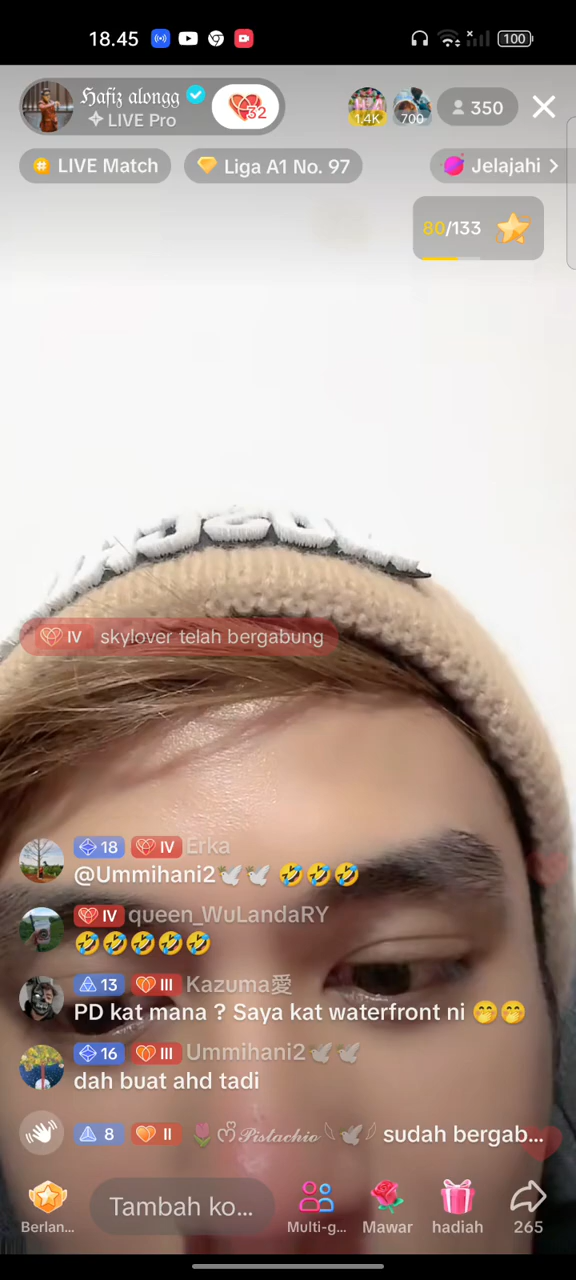 18.45
100
ℌ𝔞𝔣𝔦𝔷 𝔞𝔩𝔬𝔫𝔤𝔤
LIVE Pro
32
1.4K
700
350
LIVE Match
Liga A1 No. 97
Jelajahi
80/133
IV skylover telah bergabung
18 IV Erka
@Ummihani2🕊️ 🕊️ 🤣🤣🤣
IV queen_WuLandaRY
🤣🤣🤣🤣🤣
13 III Kazuma愛
PD kat mana ? Saya kat waterfront ni 🤭🤭
16 III Ummihani2🕊️ 🕊️
dah buat ahd tadi
8 II 🌷 ෆ 𝒫𝒾𝓈𝓉𝒶𝒸𝒽𝒾𝑜 🕊️ sudah bergab...
Tambah ko...
Berlan...
Multi-g...
Mawar
hadiah
265